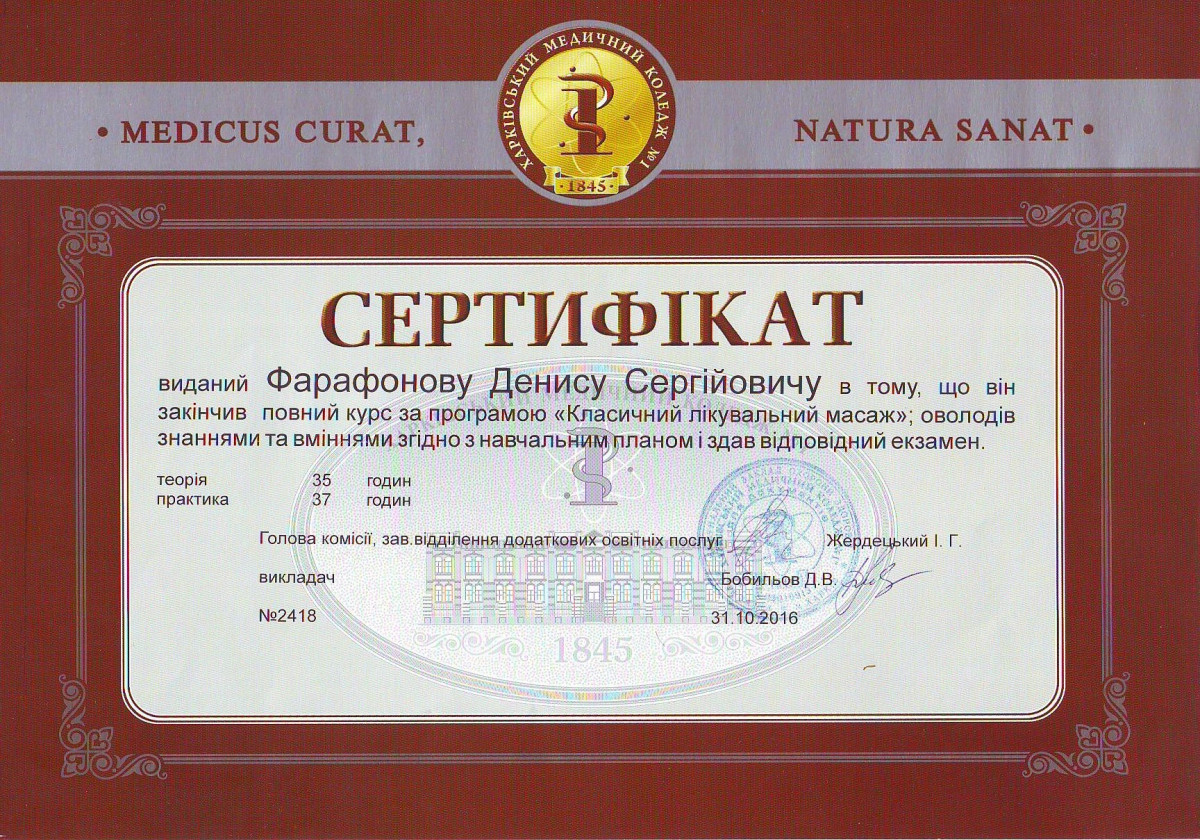 ХАРКІВСЬКИЙ МЕДИЧНИЙ КОЛЕДЖ №1
• MEDICUS CURAT,
NATURA SANAT •
·1845·
СЕРТИФІКАТ
виданий Фарафонову Денису Сергійовичу в тому, що він
закінчив повний курс за програмою «Класичний лікувальний масаж»; оволодів
знаннями та вміннями згідно з навчальним планом і здав відповідний екзамен.
теорія 35 годин
практика 37 годин
Голова комісії, зав.відділення додаткових освітніх послуг Жердецький І. Г.
викладач Бобильов Д.В.
№2418 31.10.2016
1845